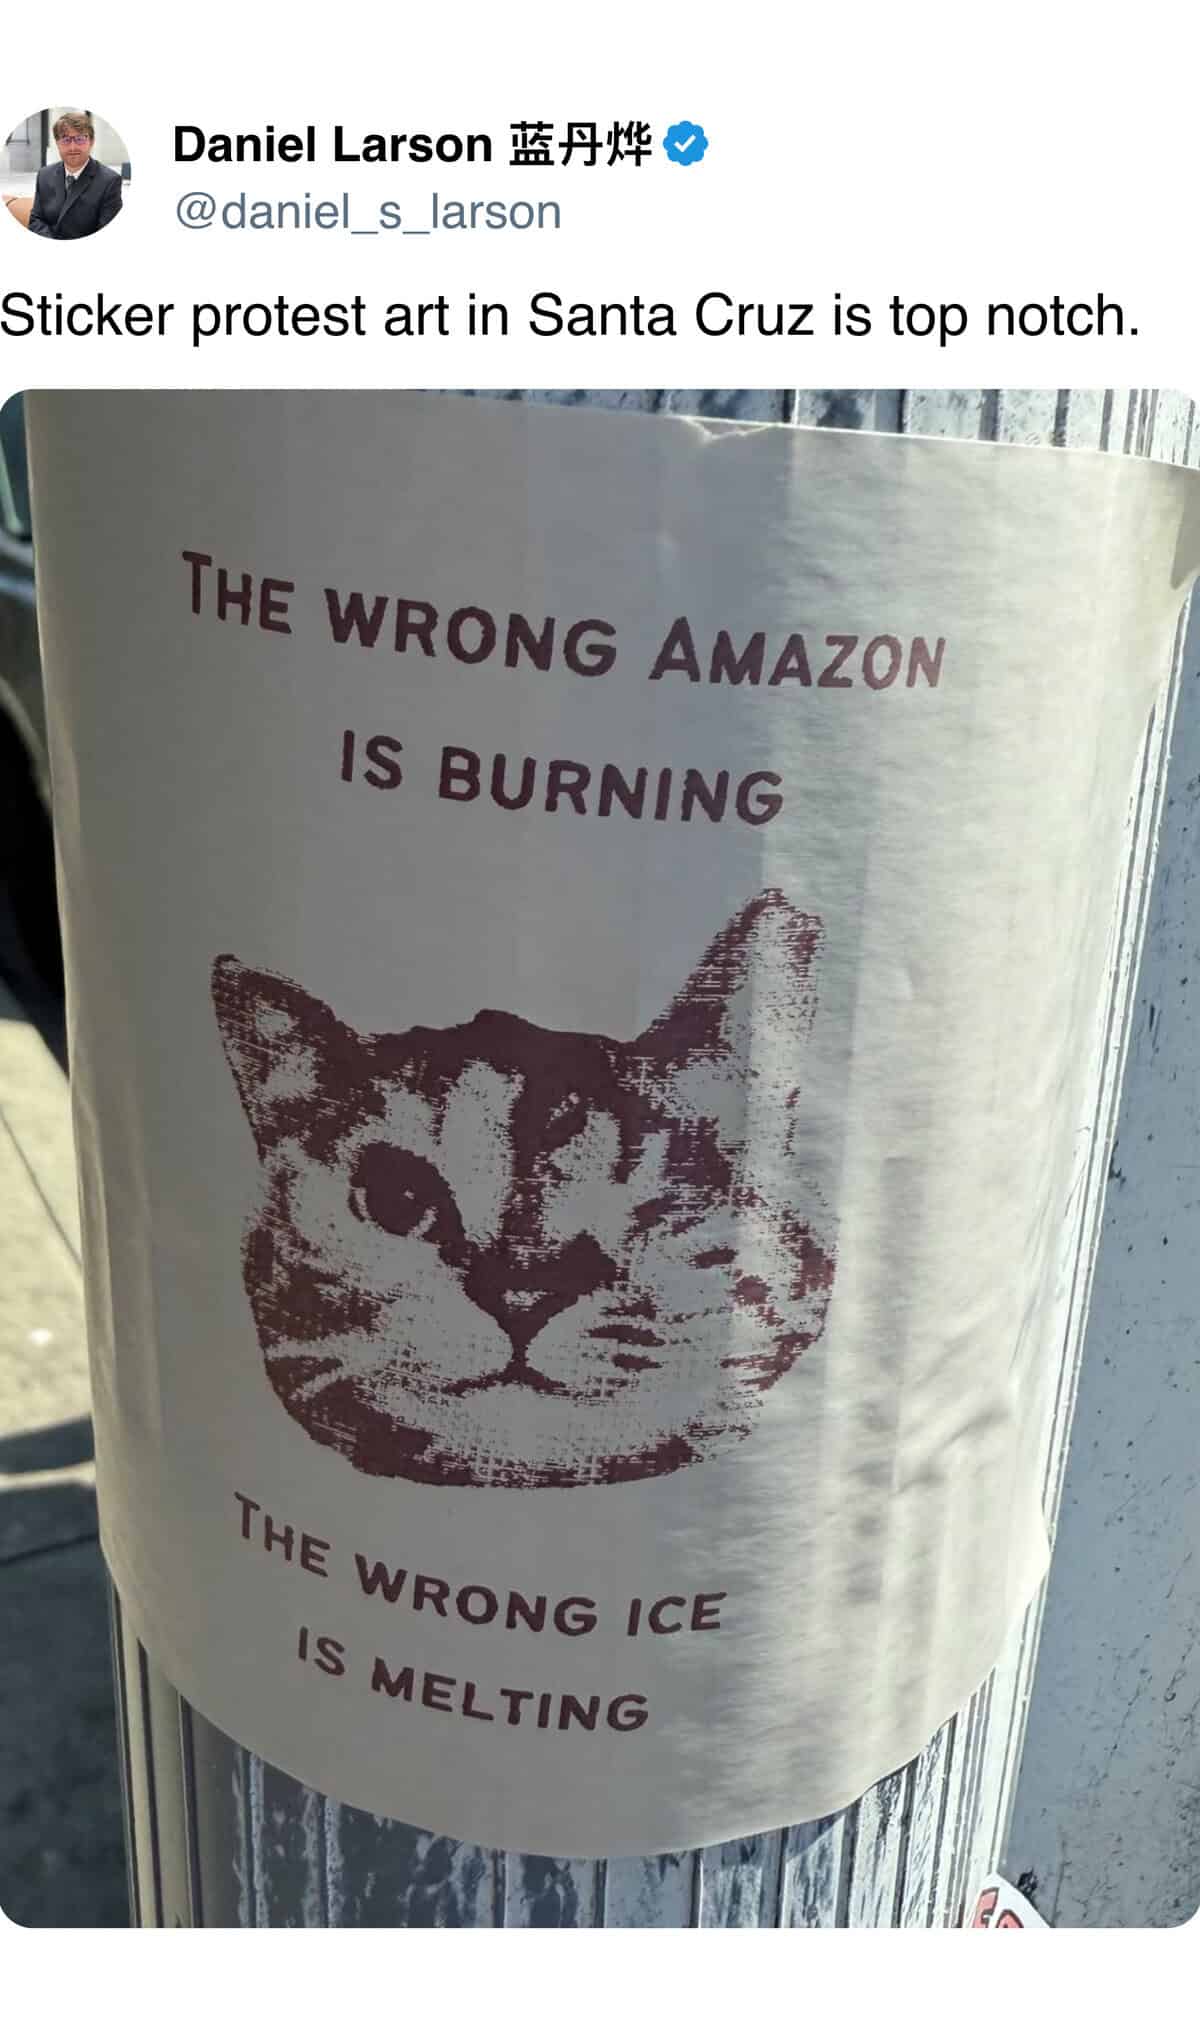 Daniel Larson 蓝丹烨
@daniel_s_larson
Sticker protest art in Santa Cruz is top notch.
THE WRONG AMAZON
IS BURNING
THE WRONG ICE
IS MELTING